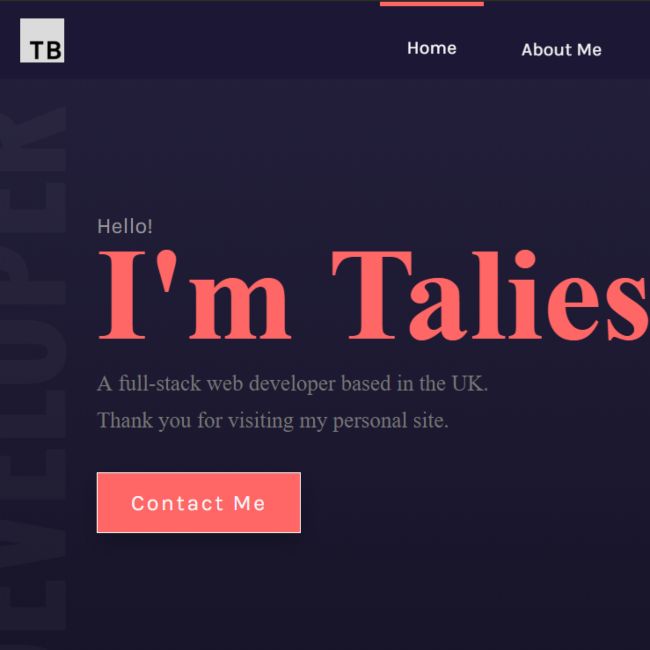 TB
Home
About Me
EVELOPER
Hello!
I'm Talies
A full-stack web developer based in the UK.
Thank you for visiting my personal site.
Contact Me